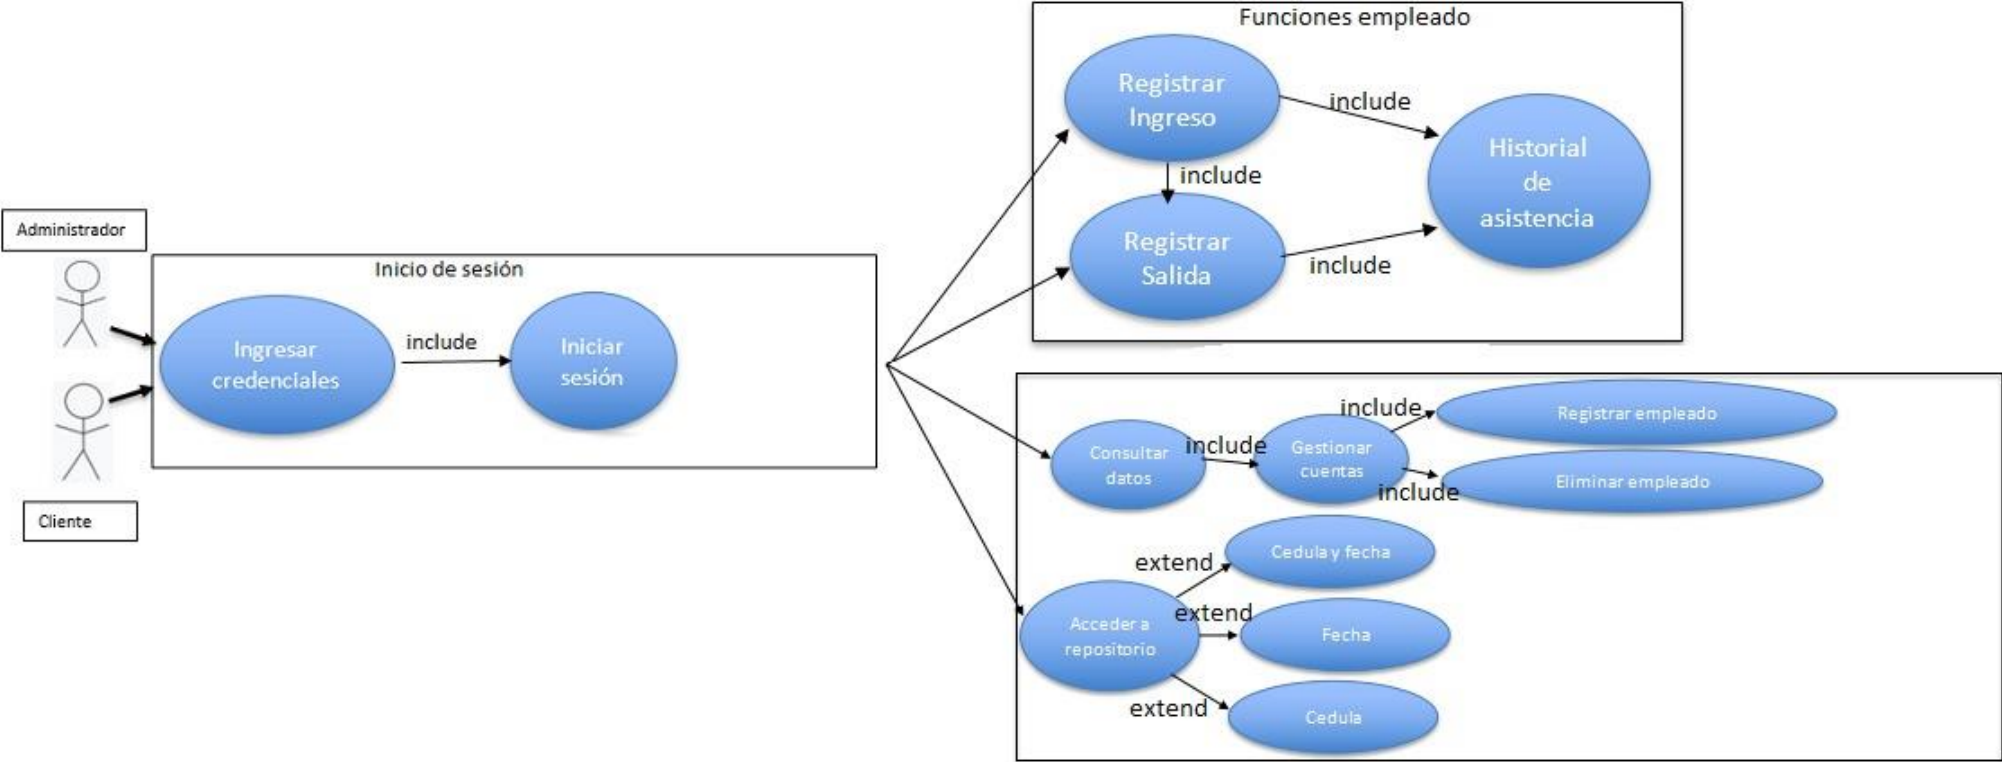 Administrador
Cliente
Inicio de sesión
Ingresar
credenciales
include
Iniciar
sesión
Funciones empleado
Registrar
Ingreso
include
include
Registrar
Salida
include
Historial
de
asistencia
Consultar
datos
include
Gestionar
cuentas
include
Registrar empleado
include
Eliminar empleado
Acceder a
repositorio
extend
Cedula y fecha
extend
Fecha
extend
Cedula